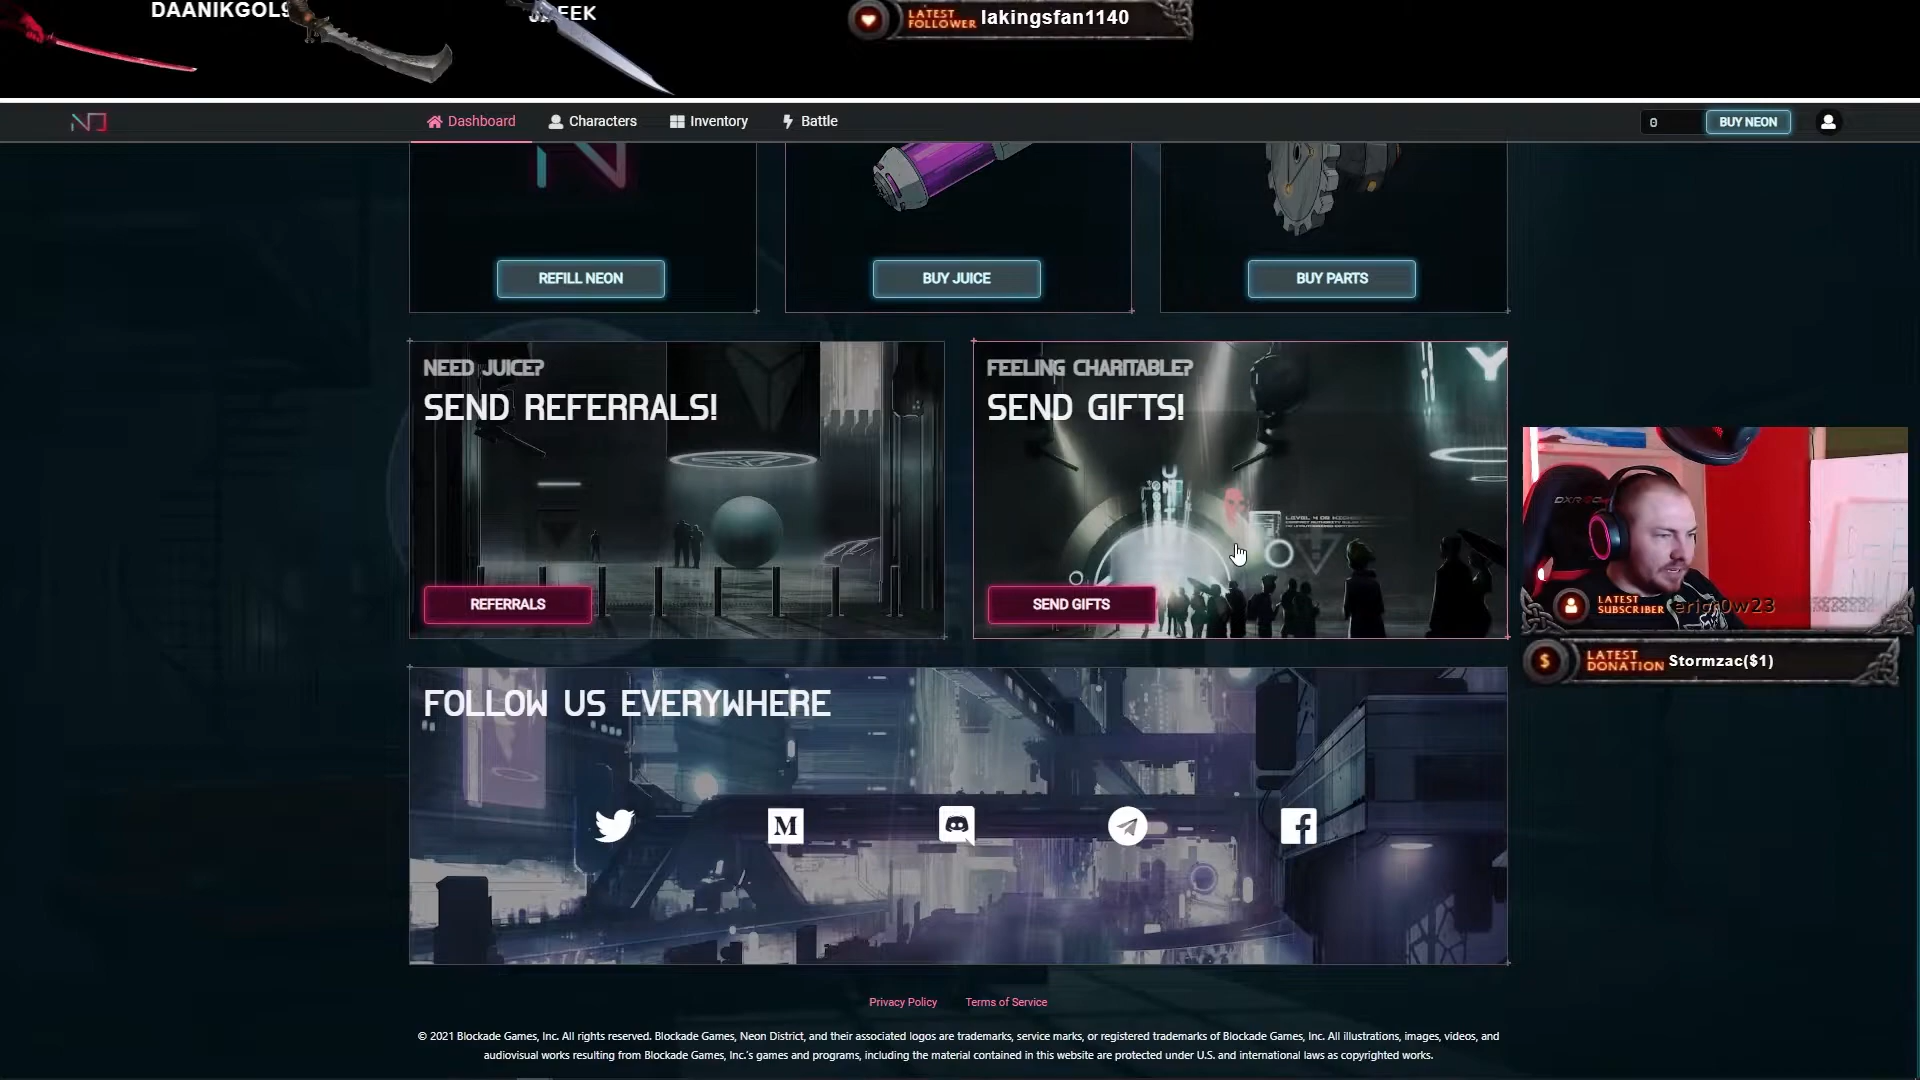 LATEST FOLLOWER lakingsfan1140
Dashboard Characters Inventory Battle
0 BUY NEON
REFILL NEON
BUY JUICE
BUY PARTS
NEED JUICE?
SEND REFERRALS!
REFERRALS
FEELING CHARITABLE?
SEND GIFTS!
SEND GIFTS
LATEST SUBSCRIBER
LATEST DONATION Stormzac($1)
FOLLOW US EVERYWHERE
M
Privacy Policy Terms of Service
© 2021 Blockade Games, Inc. All rights reserved. Blockade Games, Neon District, and their associated logos are trademarks, service marks, or registered trademarks of Blockade Games, Inc. All illustrations, images, videos, and
audiovisual works resulting from Blockade Games, Inc.'s games and programs, including the material contained in this website are protected under U.S. and international laws as copyrighted works.